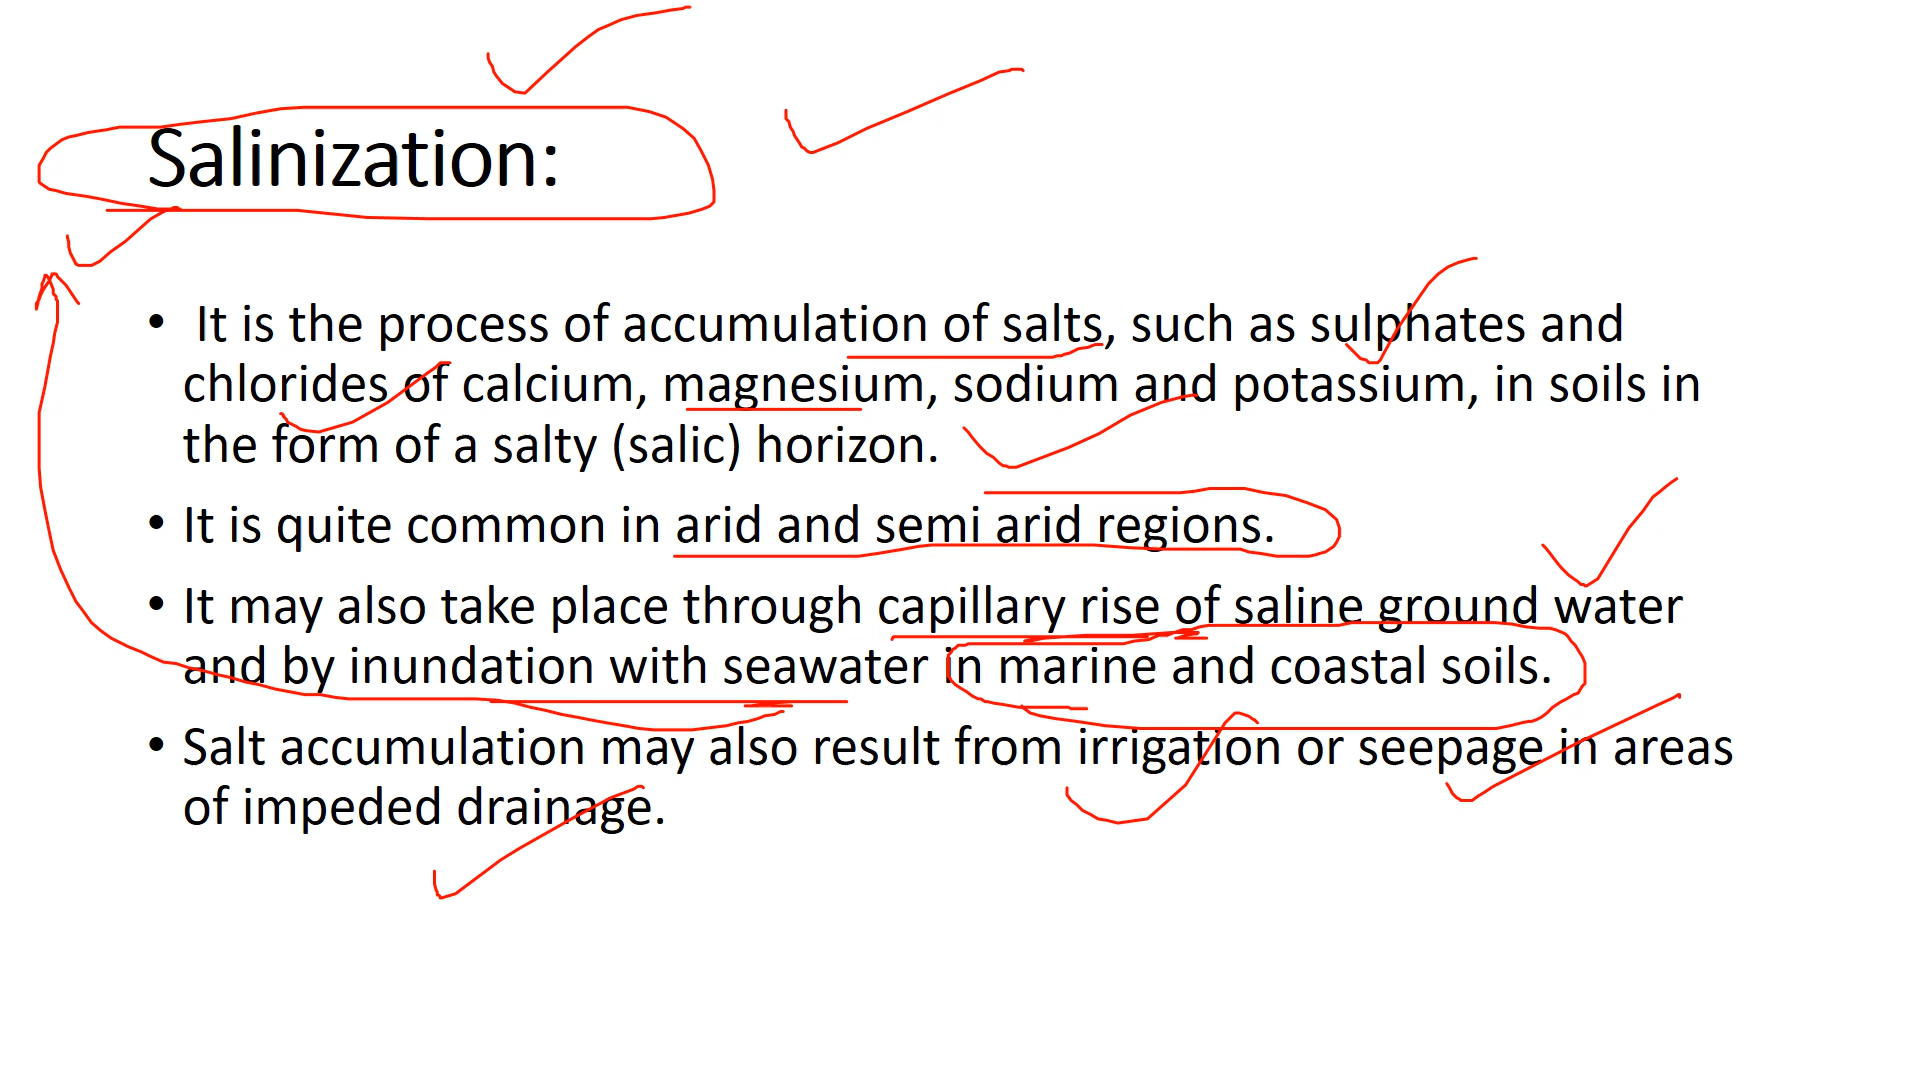 Salinization:
• It is the process of accumulation of salts, such as sulphates and
chlorides of calcium, magnesium, sodium and potassium, in soils in
the form of a salty (salic) horizon.
• It is quite common in arid and semi arid regions.
• It may also take place through capillary rise of saline ground water
and by inundation with seawater in marine and coastal soils.
• Salt accumulation may also result from irrigation or seepage in areas
of impeded drainage.